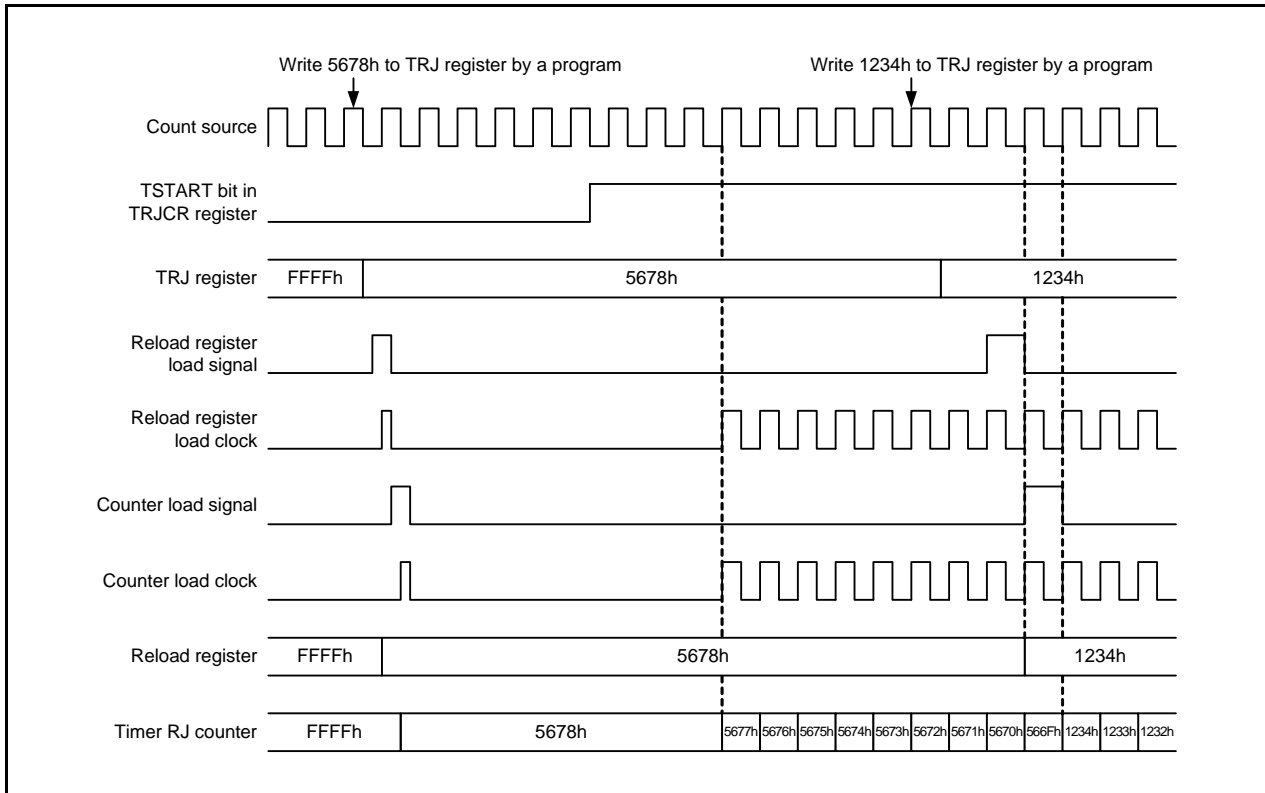 Write 5678h to TRJ register by a program
Write 1234h to TRJ register by a program
Count source
TSTART bit in
TRJCR register
TRJ register
FFFFh
5678h
1234h
Reload register
load signal
Reload register
load clock
Counter load signal
Counter load clock
Reload register
FFFFh
5678h
1234h
Timer RJ counter
FFFFh
5678h
5677h
5676h
5675h
5674h
5673h
5672h
5671h
5670h
566Fh
1234h
1233h
1232h